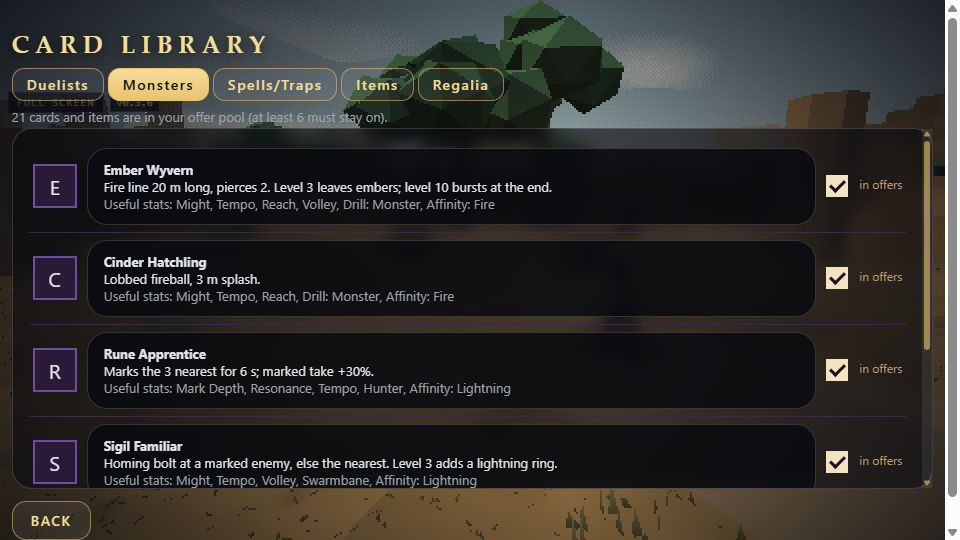 CARD LIBRARY
Duelists Monsters Spells/Traps Items Regalia
FULL SCREEN v0.3.6
21 cards and items are in your offer pool (at least 6 must stay on).
E
Ember Wyvern
Fire line 20 m long, pierces 2. Level 3 leaves embers; level 10 bursts at the end.
Useful stats: Might, Tempo, Reach, Volley, Drill: Monster, Affinity: Fire
in offers
C
Cinder Hatchling
Lobbed fireball, 3 m splash.
Useful stats: Might, Tempo, Reach, Drill: Monster, Affinity: Fire
in offers
R
Rune Apprentice
Marks the 3 nearest for 6 s; marked take +30%.
Useful stats: Mark Depth, Resonance, Tempo, Hunter, Affinity: Lightning
in offers
S
Sigil Familiar
Homing bolt at a marked enemy, else the nearest. Level 3 adds a lightning ring.
Useful stats: Might, Tempo, Volley, Swarmbane, Affinity: Lightning
in offers
BACK